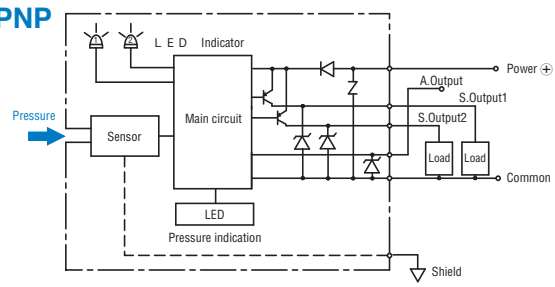 PNP
1
2
L E D Indicator
Power ⊕
A.Output
S.Output1
Pressure
Main circuit
S.Output2
Sensor
Load
Load
Common
LED
Pressure indication
Shield